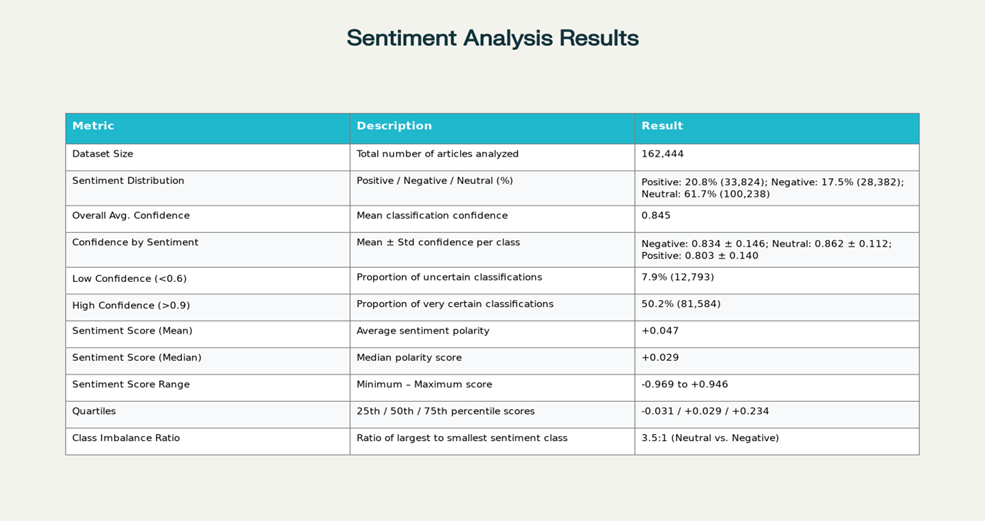 Sentiment Analysis Results
Metric Description Result
Dataset Size Total number of articles analyzed 162,444
Sentiment Distribution Positive / Negative / Neutral (%) Positive: 20.8% (33,824); Negative: 17.5% (28,382);
Neutral: 61.7% (100,238)
Overall Avg. Confidence Mean classification confidence 0.845
Confidence by Sentiment Mean ± Std confidence per class Negative: 0.834 ± 0.146; Neutral: 0.862 ± 0.112;
Positive: 0.803 ± 0.140
Low Confidence (<0.6) Proportion of uncertain classifications 7.9% (12,793)
High Confidence (>0.9) Proportion of very certain classifications 50.2% (81,584)
Sentiment Score (Mean) Average sentiment polarity +0.047
Sentiment Score (Median) Median polarity score +0.029
Sentiment Score Range Minimum – Maximum score -0.969 to +0.946
Quartiles 25th / 50th / 75th percentile scores -0.031 / +0.029 / +0.234
Class Imbalance Ratio Ratio of largest to smallest sentiment class 3.5:1 (Neutral vs. Negative)